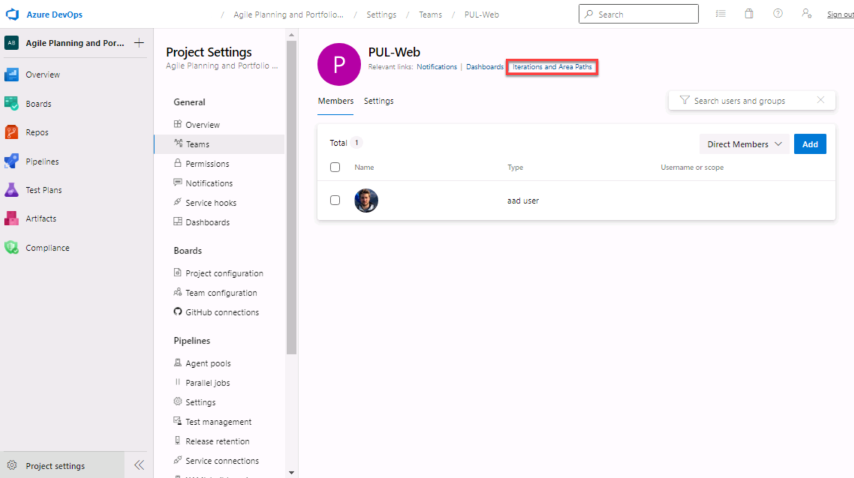 Azure DevOps / Agile Planning and Portfolio... / Settings / Teams / PUL-Web Search Sign out
AB Agile Planning and Por... +
Overview
Boards
Repos
Pipelines
Test Plans
Artifacts
Compliance
Project settings
Project Settings
Agile Planning and Portfolio ...
General
Overview
Teams
Permissions
Notifications
Service hooks
Dashboards
Boards
Project configuration
Team configuration
GitHub connections
Pipelines
Agent pools
Parallel jobs
Settings
Test management
Release retention
Service connections
P
PUL-Web
Relevant links: Notifications | Dashboards Iterations and Area Paths
Members Settings
Search users and groups
Total 1
Direct Members
Add
Name Type Username or scope
aad user